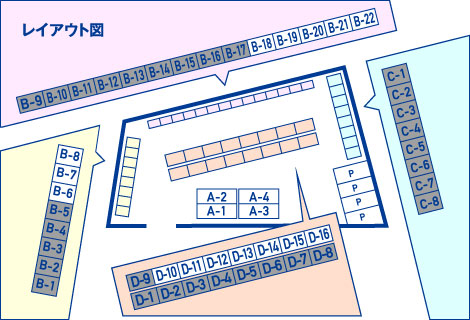 レイアウト図
B-9 B-10 B-11 B-12 B-13 B-14 B-15 B-16 B-17 B-18 B-19 B-20 B-21 B-22
C-1
C-2
C-3
C-4
C-5
C-6
C-7
C-8
B-8
B-7
B-6
B-5
B-4
B-3
B-2
B-1
A-2 A-4
A-1 A-3
P
P
P
P
D-9 D-10 D-11 D-12 D-13 D-14 D-15 D-16
D-1 D-2 D-3 D-4 D-5 D-6 D-7 D-8